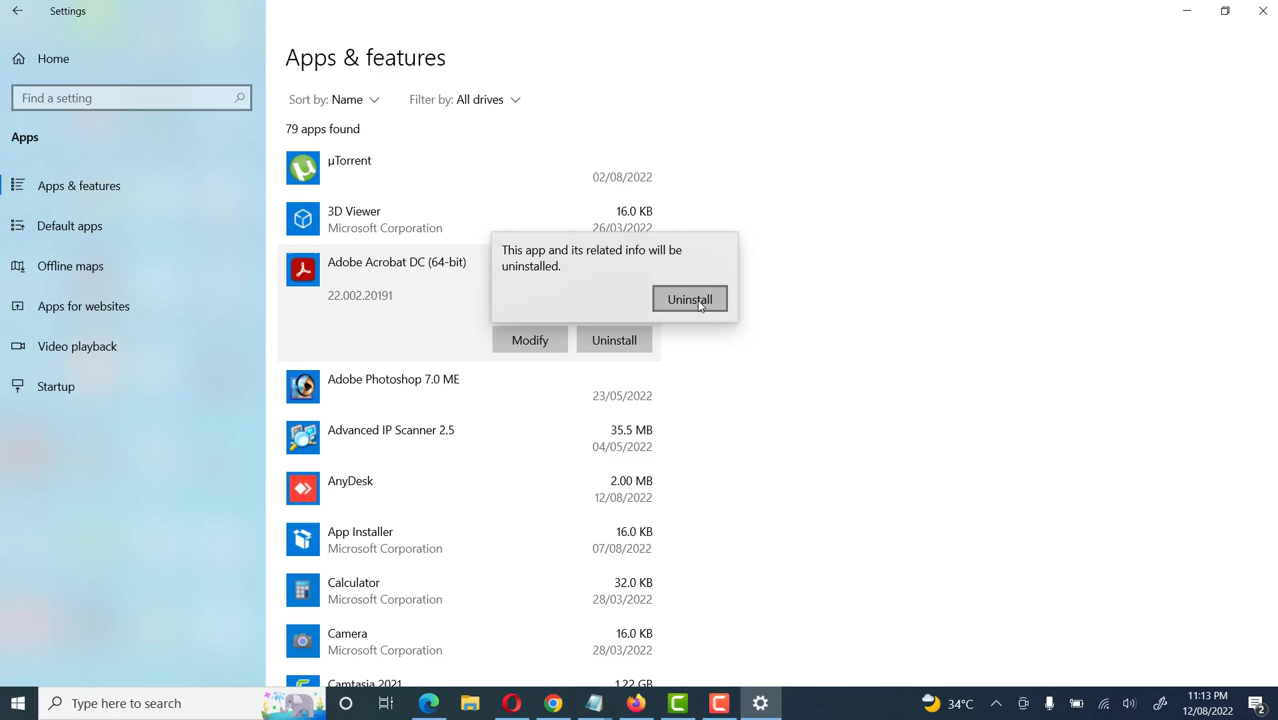 Settings
Home
Find a setting
Apps
Apps & features
Default apps
Offline maps
Apps for websites
Video playback
Startup
Apps & features
Sort by: Name
Filter by: All drives
79 apps found
µTorrent
02/08/2022
3D Viewer 16.0 KB
Microsoft Corporation 26/03/2022
This app and its related info will be
uninstalled.
Uninstall
Adobe Acrobat DC (64-bit)
22.002.20191
Modify Uninstall
Adobe Photoshop 7.0 ME
23/05/2022
Advanced IP Scanner 2.5 35.5 MB
04/05/2022
AnyDesk 2.00 MB
12/08/2022
App Installer 16.0 KB
Microsoft Corporation 07/08/2022
Calculator 32.0 KB
Microsoft Corporation 28/03/2022
Camera 16.0 KB
Microsoft Corporation 28/03/2022
Camtasia 2021 1.22 GB
Type here to search
34°C
11:13 PM
12/08/2022
2